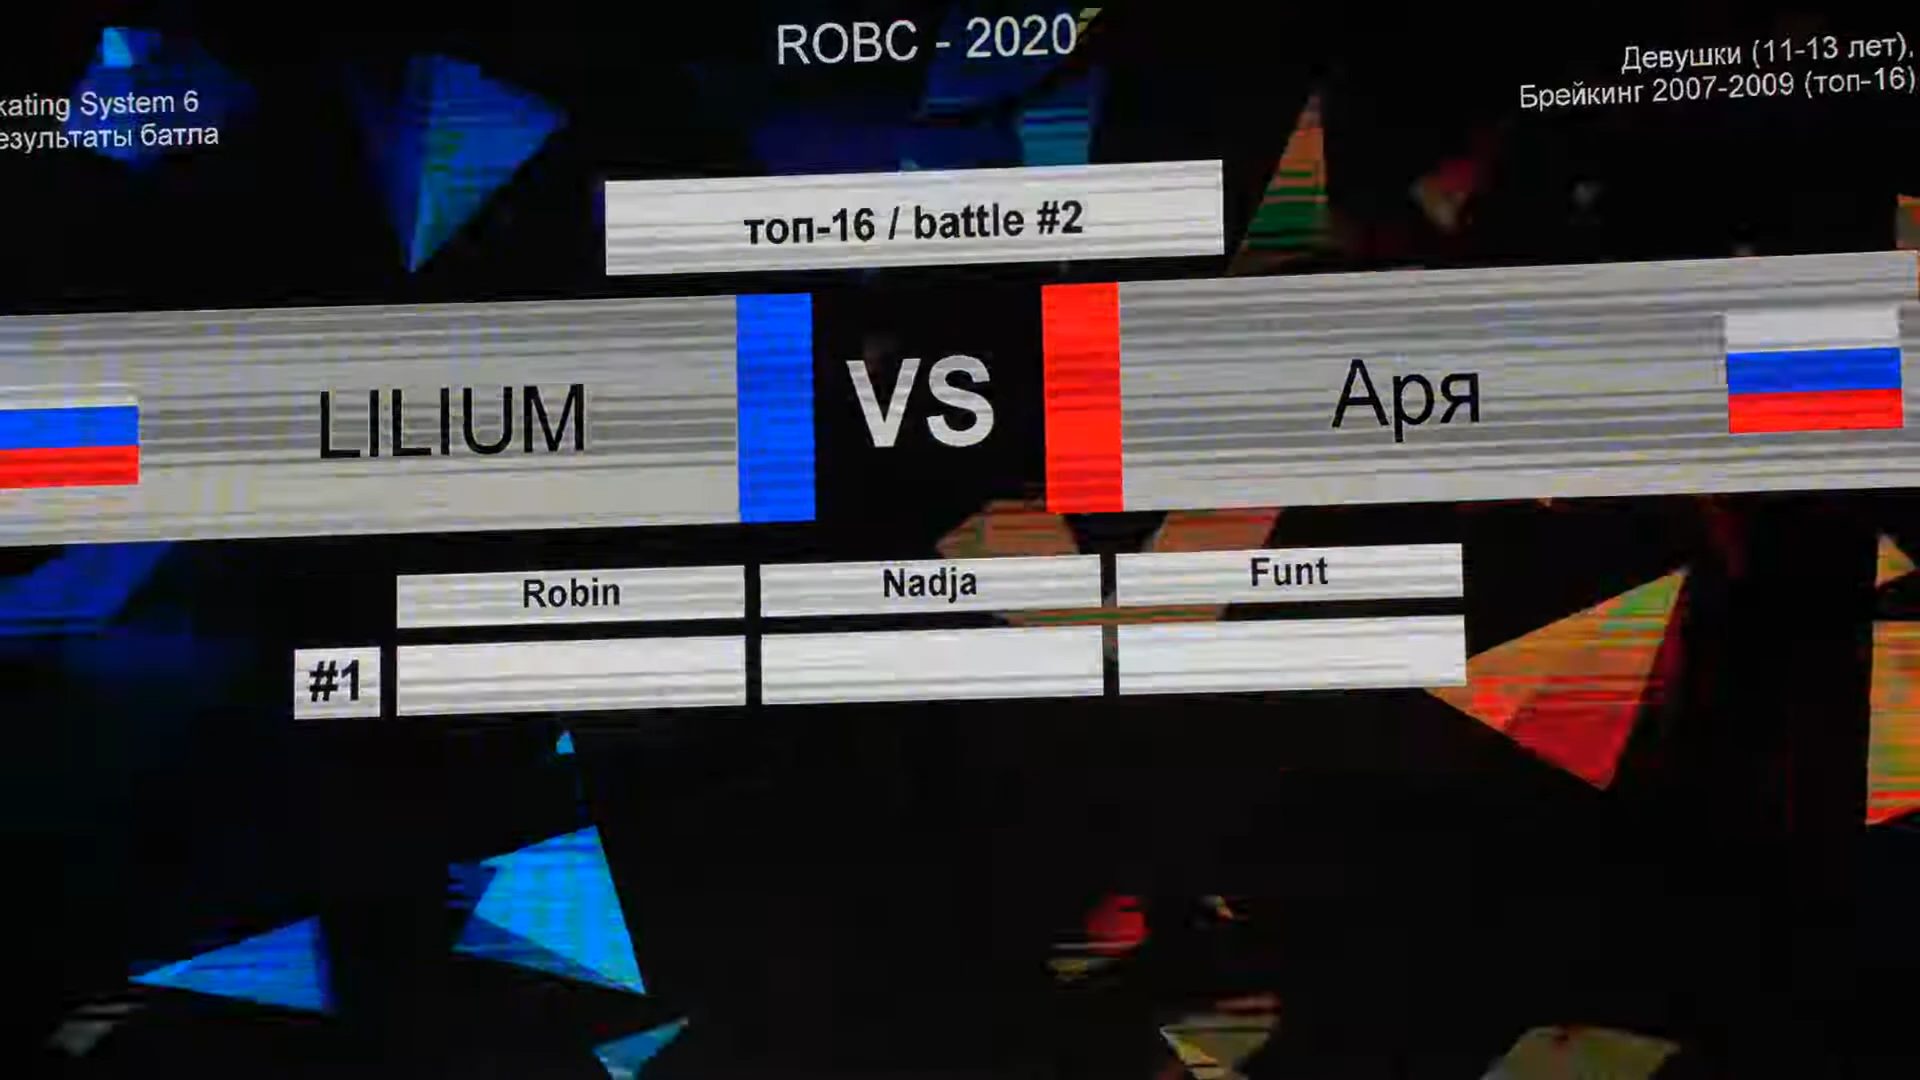 ROBC - 2020
Девушки (11-13 лет),
Брейкинг 2007-2009 (топ-16)
kating System 6
езультаты батла
топ-16 / battle #2
LILIUM
VS
Аря
Robin
Nadja
Funt
#1